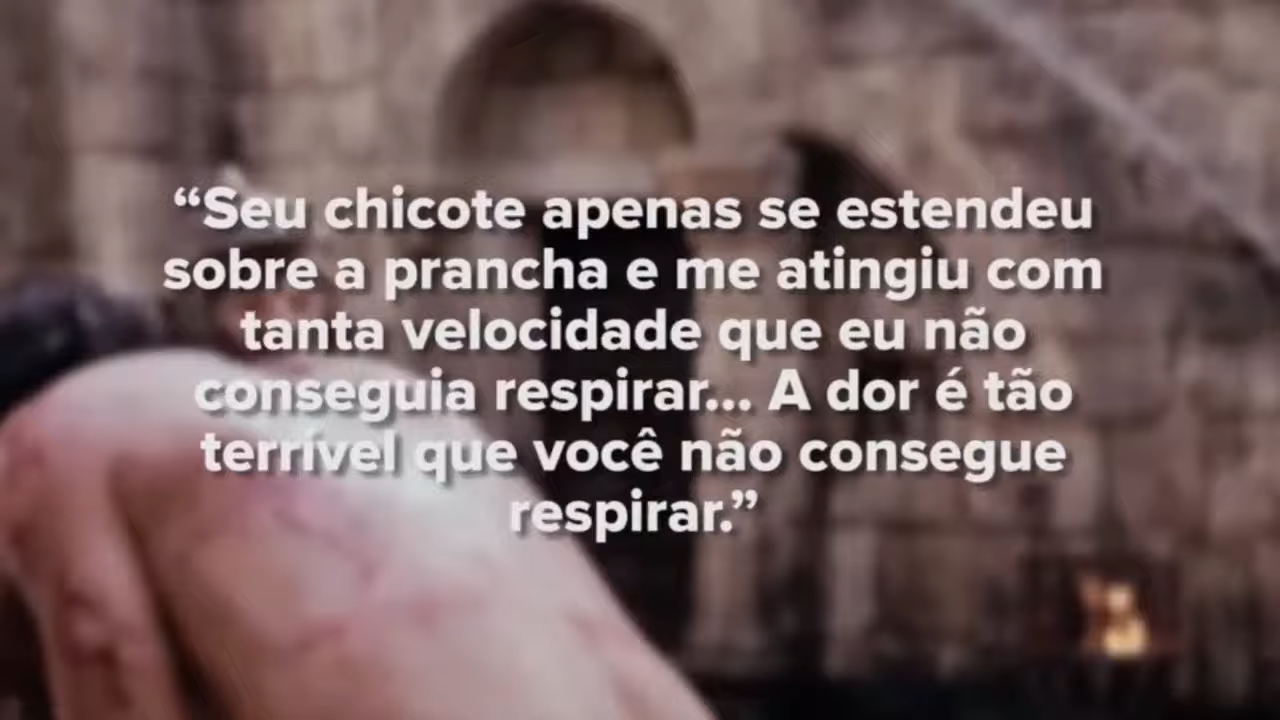 “Seu chicote apenas se estendeu
sobre a prancha e me atingiu com
tanta velocidade que eu não
conseguia respirar... A dor é tão
terrível que você não consegue
respirar.”